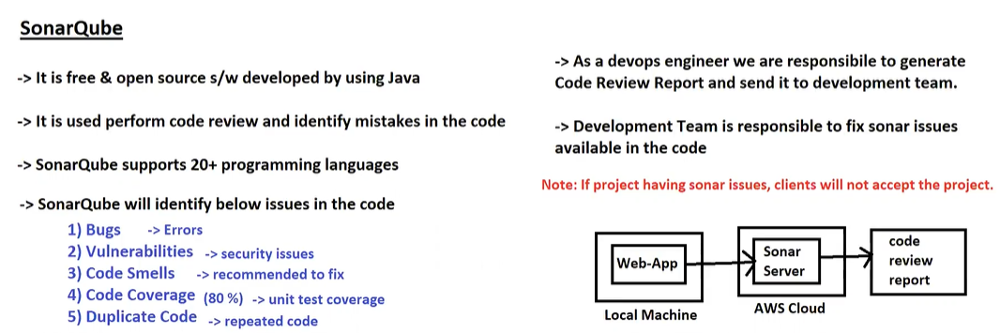 SonarQube
-> It is free & open source s/w developed by using Java
-> It is used perform code review and identify mistakes in the code
-> SonarQube supports 20+ programming languages
-> SonarQube will identify below issues in the code
1) Bugs -> Errors
2) Vulnerabilities -> security issues
3) Code Smells -> recommended to fix
4) Code Coverage (80 %) -> unit test coverage
5) Duplicate Code -> repeated code
-> As a devops engineer we are responsibile to generate
Code Review Report and send it to development team.
-> Development Team is responsible to fix sonar issues
available in the code
Note: If project having sonar issues, clients will not accept the project.
Web-App
Local Machine
Sonar
Server
AWS Cloud
code
review
report